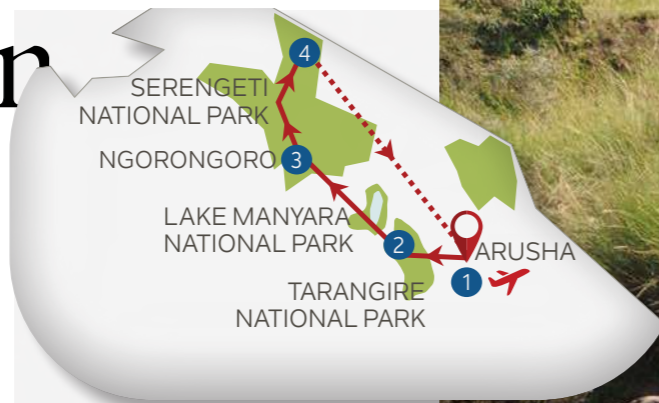 n
4
SERENGETI
NATIONAL PARK
NGORONGORO
3
LAKE MANYARA
NATIONAL PARK
2
ARUSHA
1
TARANGIRE
NATIONAL PARK